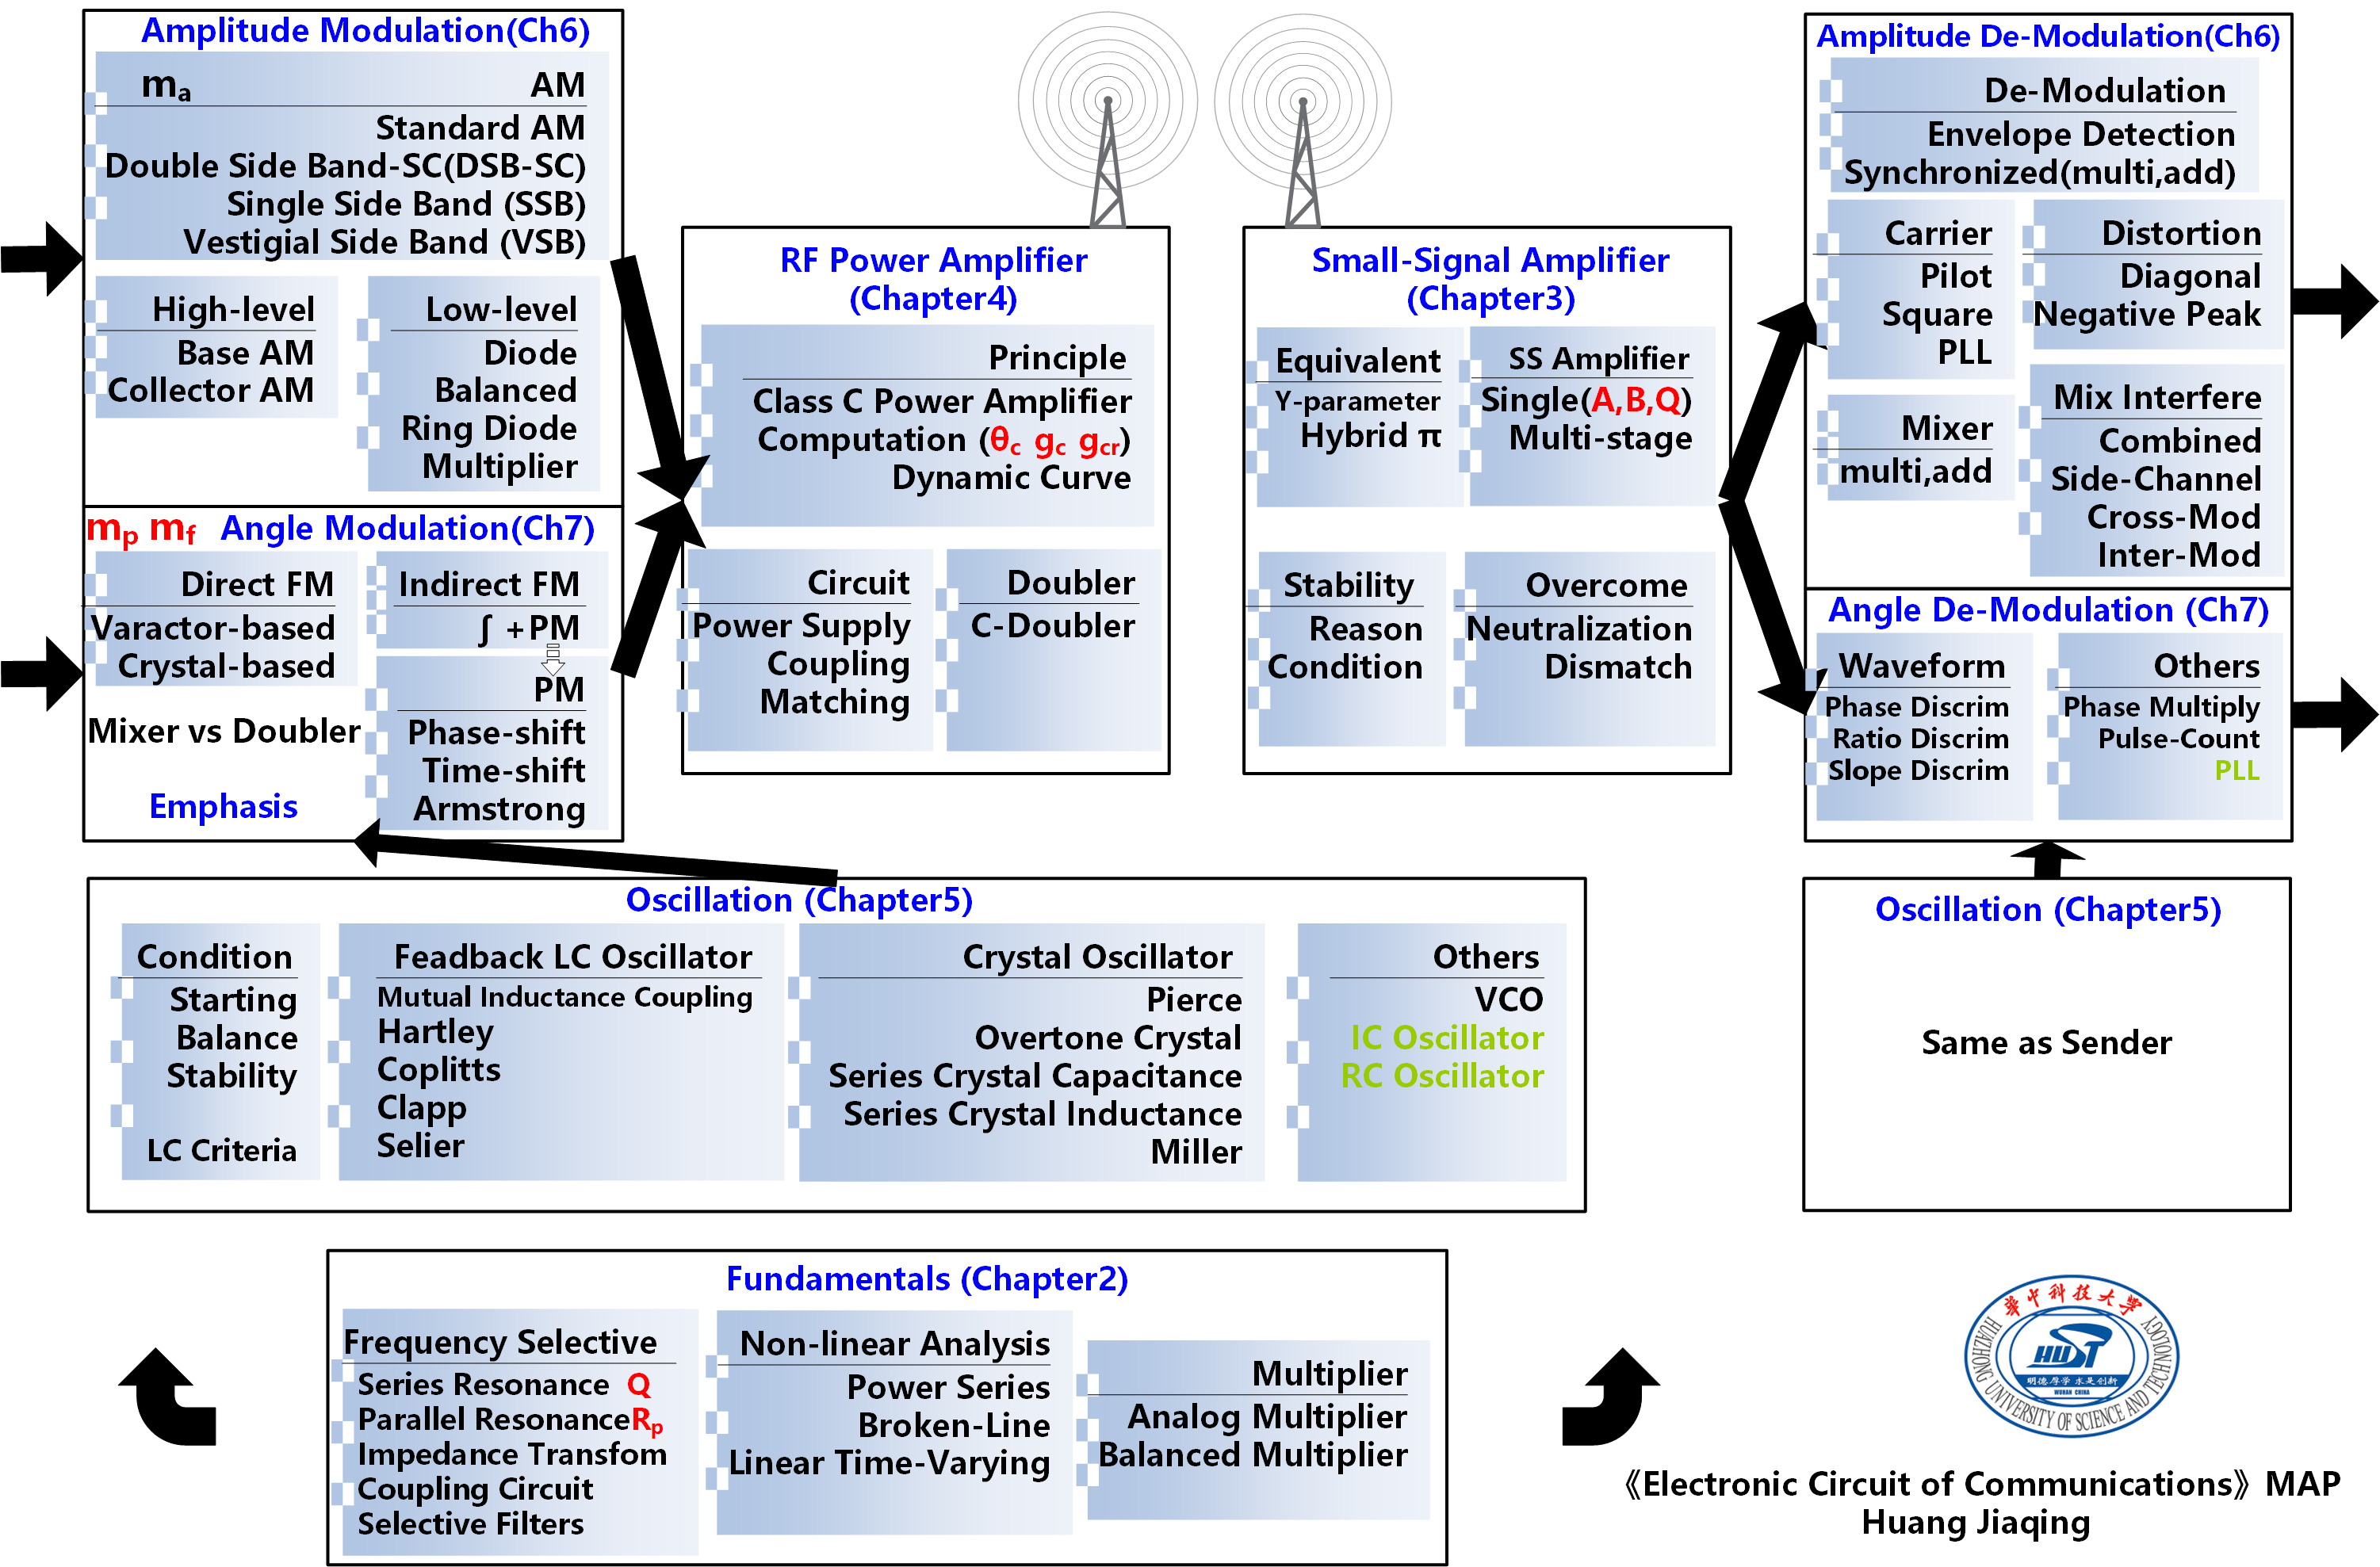 Amplitude Modulation(Ch6)
ma AM
Standard AM
Double Side Band-SC(DSB-SC)
Single Side Band (SSB)
Vestigial Side Band (VSB)
High-level
Base AM
Collector AM
Low-level
Diode
Balanced
Ring Diode
Multiplier
mp mf Angle Modulation(Ch7)
Direct FM
Varactor-based
Crystal-based
Indirect FM
∫ +PM
PM
Phase-shift
Time-shift
Armstrong
Mixer vs Doubler
Emphasis
RF Power Amplifier
(Chapter4)
Principle
Class C Power Amplifier
Computation (θc gc gcr)
Dynamic Curve
Circuit
Power Supply
Coupling
Matching
Doubler
C-Doubler
Small-Signal Amplifier
(Chapter3)
Equivalent
Y-parameter
Hybrid π
SS Amplifier
Single(A,B,Q)
Multi-stage
Stability
Reason
Condition
Overcome
Neutralization
Dismatch
Amplitude De-Modulation(Ch6)
De-Modulation
Envelope Detection
Synchronized(multi,add)
Carrier
Pilot
Square
PLL
Distortion
Diagonal
Negative Peak
Mixer
multi,add
Mix Interfere
Combined
Side-Channel
Cross-Mod
Inter-Mod
Angle De-Modulation (Ch7)
Waveform
Phase Discrim
Ratio Discrim
Slope Discrim
Others
Phase Multiply
Pulse-Count
PLL
Oscillation (Chapter5)
Condition
Starting
Balance
Stability
LC Criteria
Feadback LC Oscillator
Mutual Inductance Coupling
Hartley
Coplitts
Clapp
Selier
Crystal Oscillator
Pierce
Overtone Crystal
Series Crystal Capacitance
Series Crystal Inductance
Miller
Others
VCO
IC Oscillator
RC Oscillator
Oscillation (Chapter5)
Same as Sender
Fundamentals (Chapter2)
Frequency Selective
Series Resonance Q
Parallel Resonance Rp
Impedance Transfom
Coupling Circuit
Selective Filters
Non-linear Analysis
Power Series
Broken-Line
Linear Time-Varying
Multiplier
Analog Multiplier
Balanced Multiplier
華中科技大学
HUST
明德厚学 求是创新
WUHAN CHINA
HUAZHONG UNIVERSITY OF SCIENCE AND TECHNOLOGY
《Electronic Circuit of Communications》MAP
Huang Jiaqing